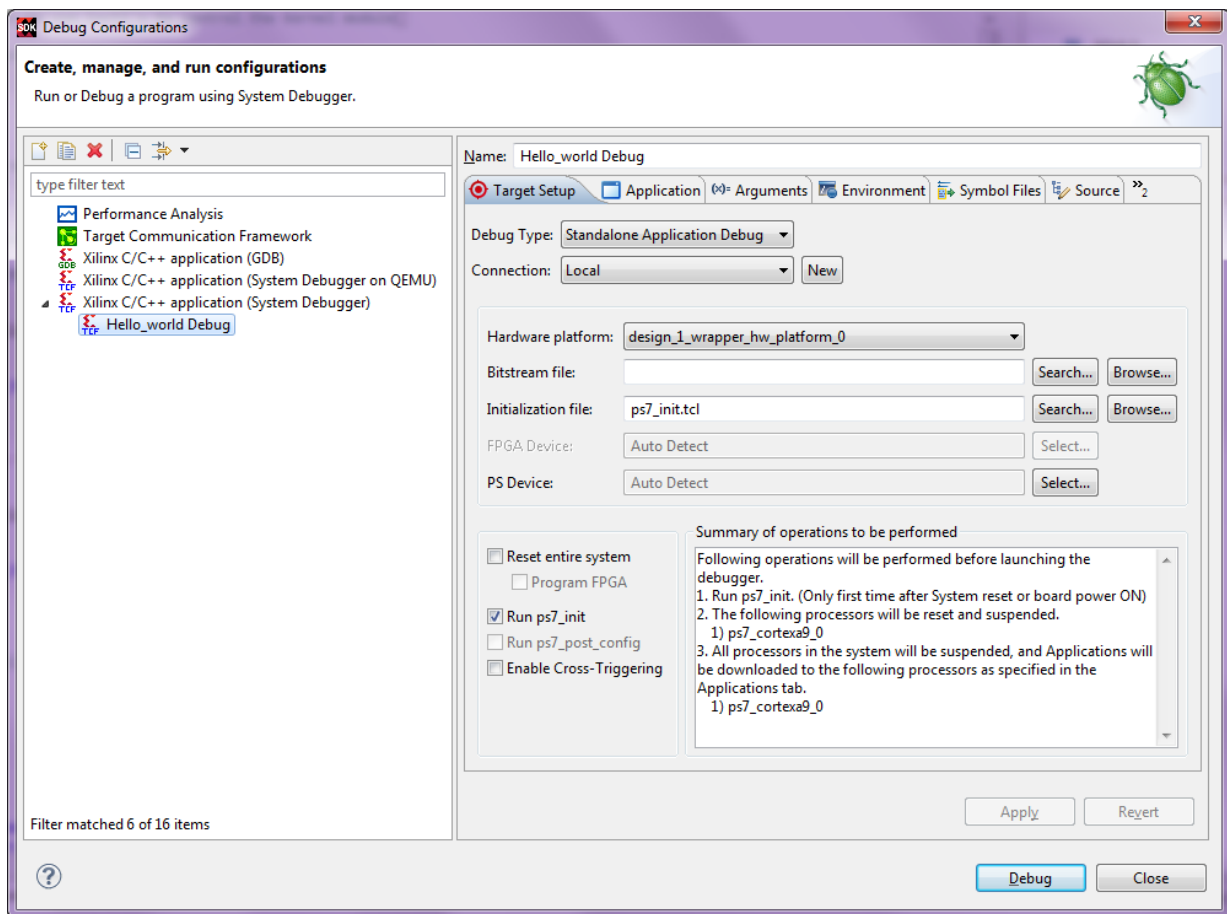 SDK Debug Configurations
Create, manage, and run configurations
Run or Debug a program using System Debugger.
type filter text
Performance Analysis
Target Communication Framework
GDB Xilinx C/C++ application (GDB)
TCF Xilinx C/C++ application (System Debugger on QEMU)
TCF Xilinx C/C++ application (System Debugger)
TCF Hello_world Debug
Filter matched 6 of 16 items
Name: Hello_world Debug
Target Setup Application (x)= Arguments Environment Symbol Files Source »2
Debug Type: Standalone Application Debug
Connection: Local New
Hardware platform: design_1_wrapper_hw_platform_0
Bitstream file: Search... Browse...
Initialization file: ps7_init.tcl Search... Browse...
FPGA Device: Auto Detect Select...
PS Device: Auto Detect Select...
Reset entire system
Program FPGA
Run ps7_init
Run ps7_post_config
Enable Cross-Triggering
Summary of operations to be performed
Following operations will be performed before launching the
debugger.
1. Run ps7_init. (Only first time after System reset or board power ON)
2. The following processors will be reset and suspended.
1) ps7_cortexa9_0
3. All processors in the system will be suspended, and Applications will
be downloaded to the following processors as specified in the
Applications tab.
1) ps7_cortexa9_0
Apply Revert
? Debug Close